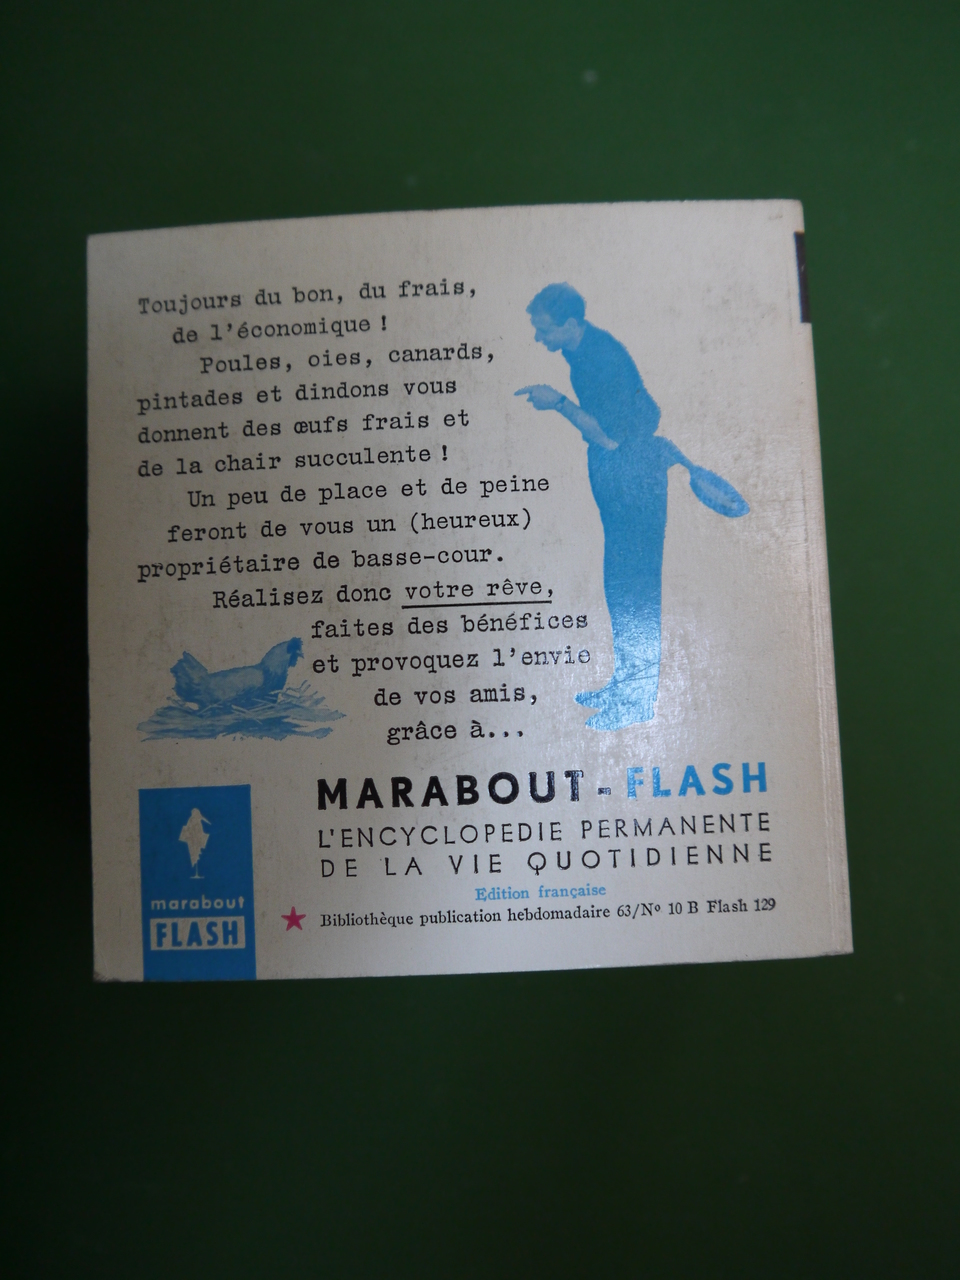 Toujours du bon, du frais,
de l'économique !
Poules, oies, canards,
pintades et dindons vous
donnent des œufs frais et
de la chair succulente !
Un peu de place et de peine
feront de vous un (heureux)
propriétaire de basse-cour.
Réalisez donc votre rêve,
faites des bénéfices
et provoquez l'envie
de vos amis,
grâce à...
MARABOUT-FLASH
L'ENCYCLOPEDIE PERMANENTE
DE LA VIE QUOTIDIENNE
Edition française
Bibliothèque publication hebdomadaire 63/Nº 10 B Flash 129
marabout
FLASH